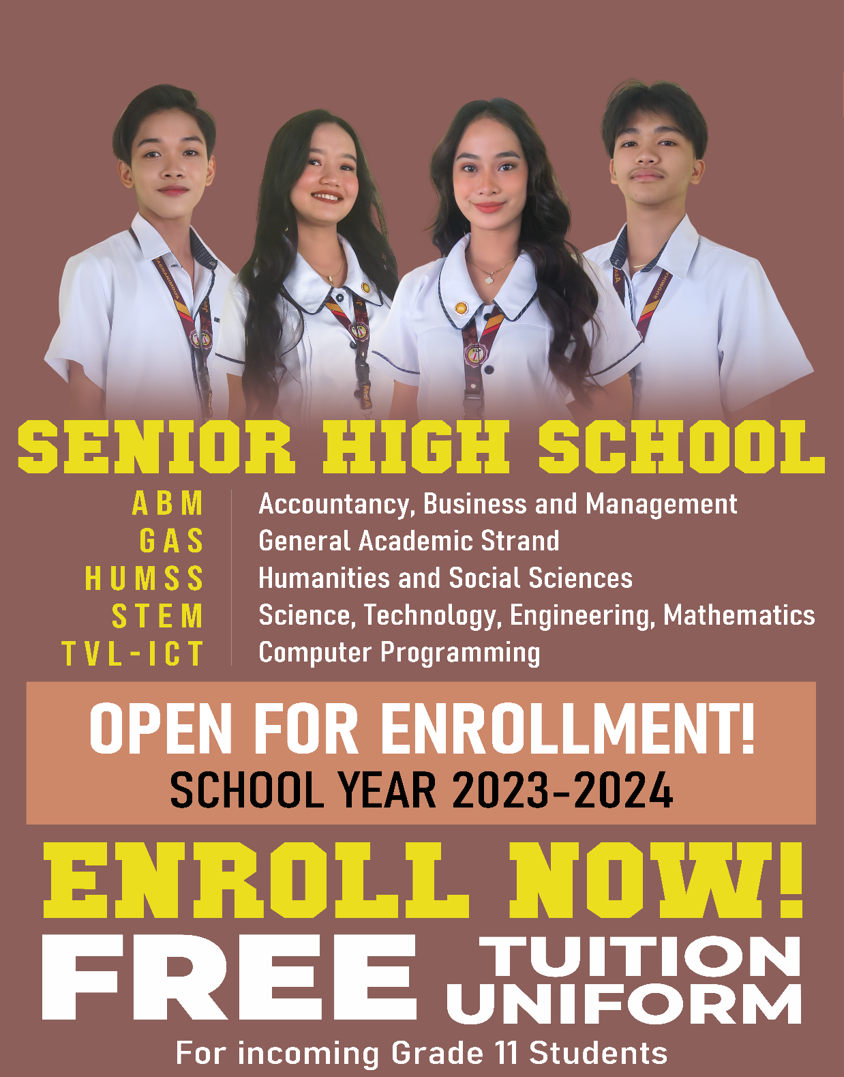 SENIOR HIGH SCHOOL
ABM Accountancy, Business and Management
GAS General Academic Strand
HUMSS Humanities and Social Sciences
STEM Science, Technology, Engineering, Mathematics
TVL-ICT Computer Programming
OPEN FOR ENROLLMENT!
SCHOOL YEAR 2023-2024
ENROLL NOW!
FREE TUITION
UNIFORM
For incoming Grade 11 Students